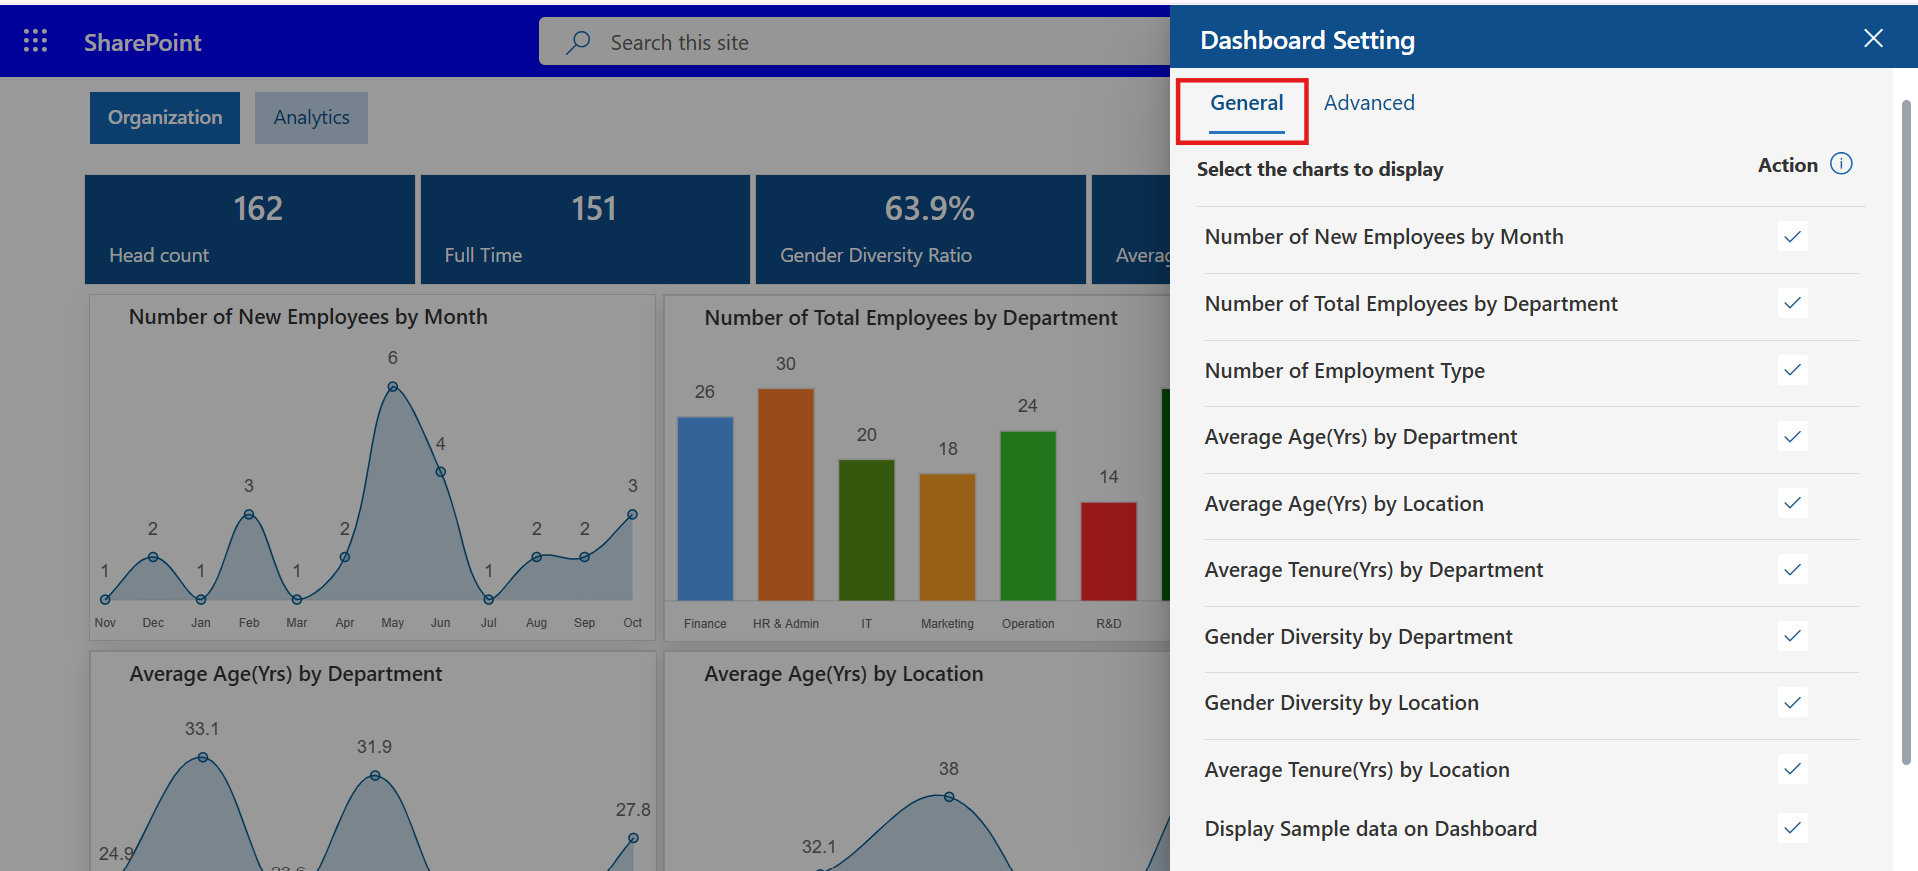 SharePoint
Search this site
Organization
Analytics
162
Head count
151
Full Time
63.9%
Gender Diversity Ratio
Number of New Employees by Month
6
4
3
3
2
2
2
2
1
1
1
1
Nov Dec Jan Feb Mar Apr May Jun Jul Aug Sep Oct
Number of Total Employees by Department
26
30
20
18
24
14
Finance HR & Admin IT Marketing Operation R&D
Average Age(Yrs) by Department
33.1
31.9
27.8
24.9
Average Age(Yrs) by Location
38
32.1
Dashboard Setting
General
Advanced
Select the charts to display
Action
Number of New Employees by Month
Number of Total Employees by Department
Number of Employment Type
Average Age(Yrs) by Department
Average Age(Yrs) by Location
Average Tenure(Yrs) by Department
Gender Diversity by Department
Gender Diversity by Location
Average Tenure(Yrs) by Location
Display Sample data on Dashboard